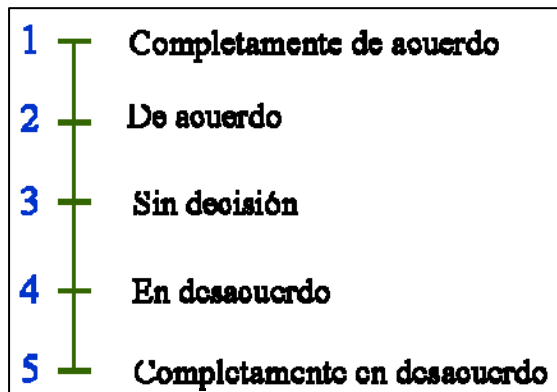 1 Completamente de acuerdo
2 De acuerdo
3 Sin decisión
4 En desacuerdo
5 Completamente en desacuerdo